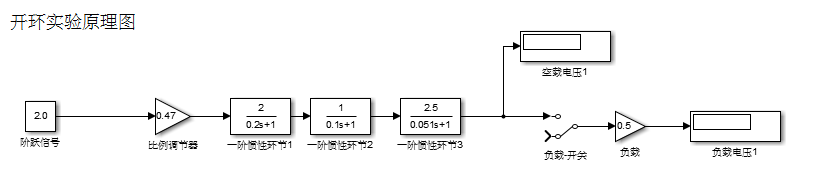 开环实验原理图
空载电压1
2.0
0.47
2
0.2s+1
1
0.1s+1
2.5
0.051s+1
0.5
阶跃信号
比例调节器
一阶惯性环节1
一阶惯性环节2
一阶惯性环节3
负载-开关
负载
负载电压1